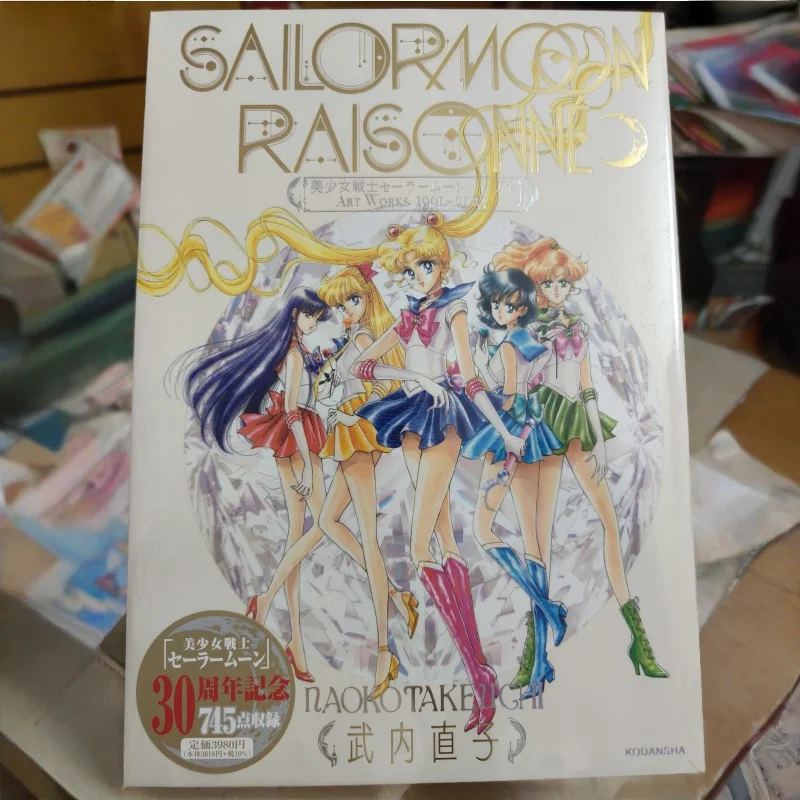 SAILORMOON
RAISONNÉ
美少女戦士セーラームーン
ART WORKS 1991~
美少女戦士
「セーラームーン」
30周年記念
745点収録
定価3980円
(本体3618円+税10%)
NAOKO TAKEUCHI
武内直子
KODANSHA